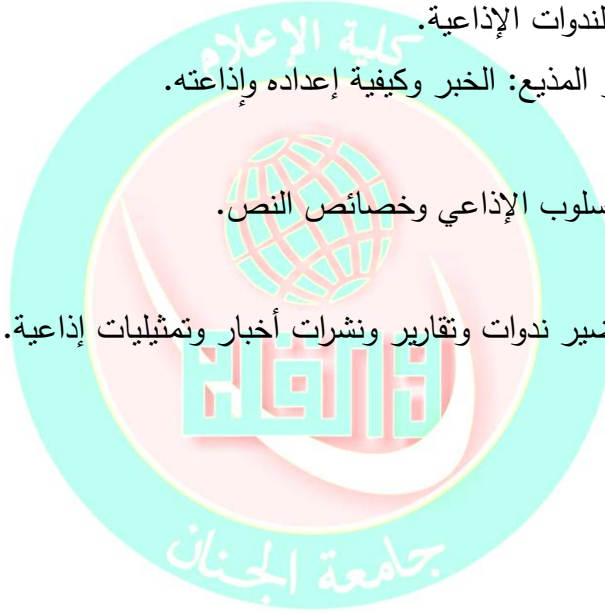 لندوات الإذاعية.
المذيع: الخبر وكيفية إعداده وإذاعته.
سلوب الإذاعي وخصائص النص.
ضير ندوات وتقارير ونشرات أخبار وتمثيليات إذاعية.
كلية الإعلام
جامعة الجنان